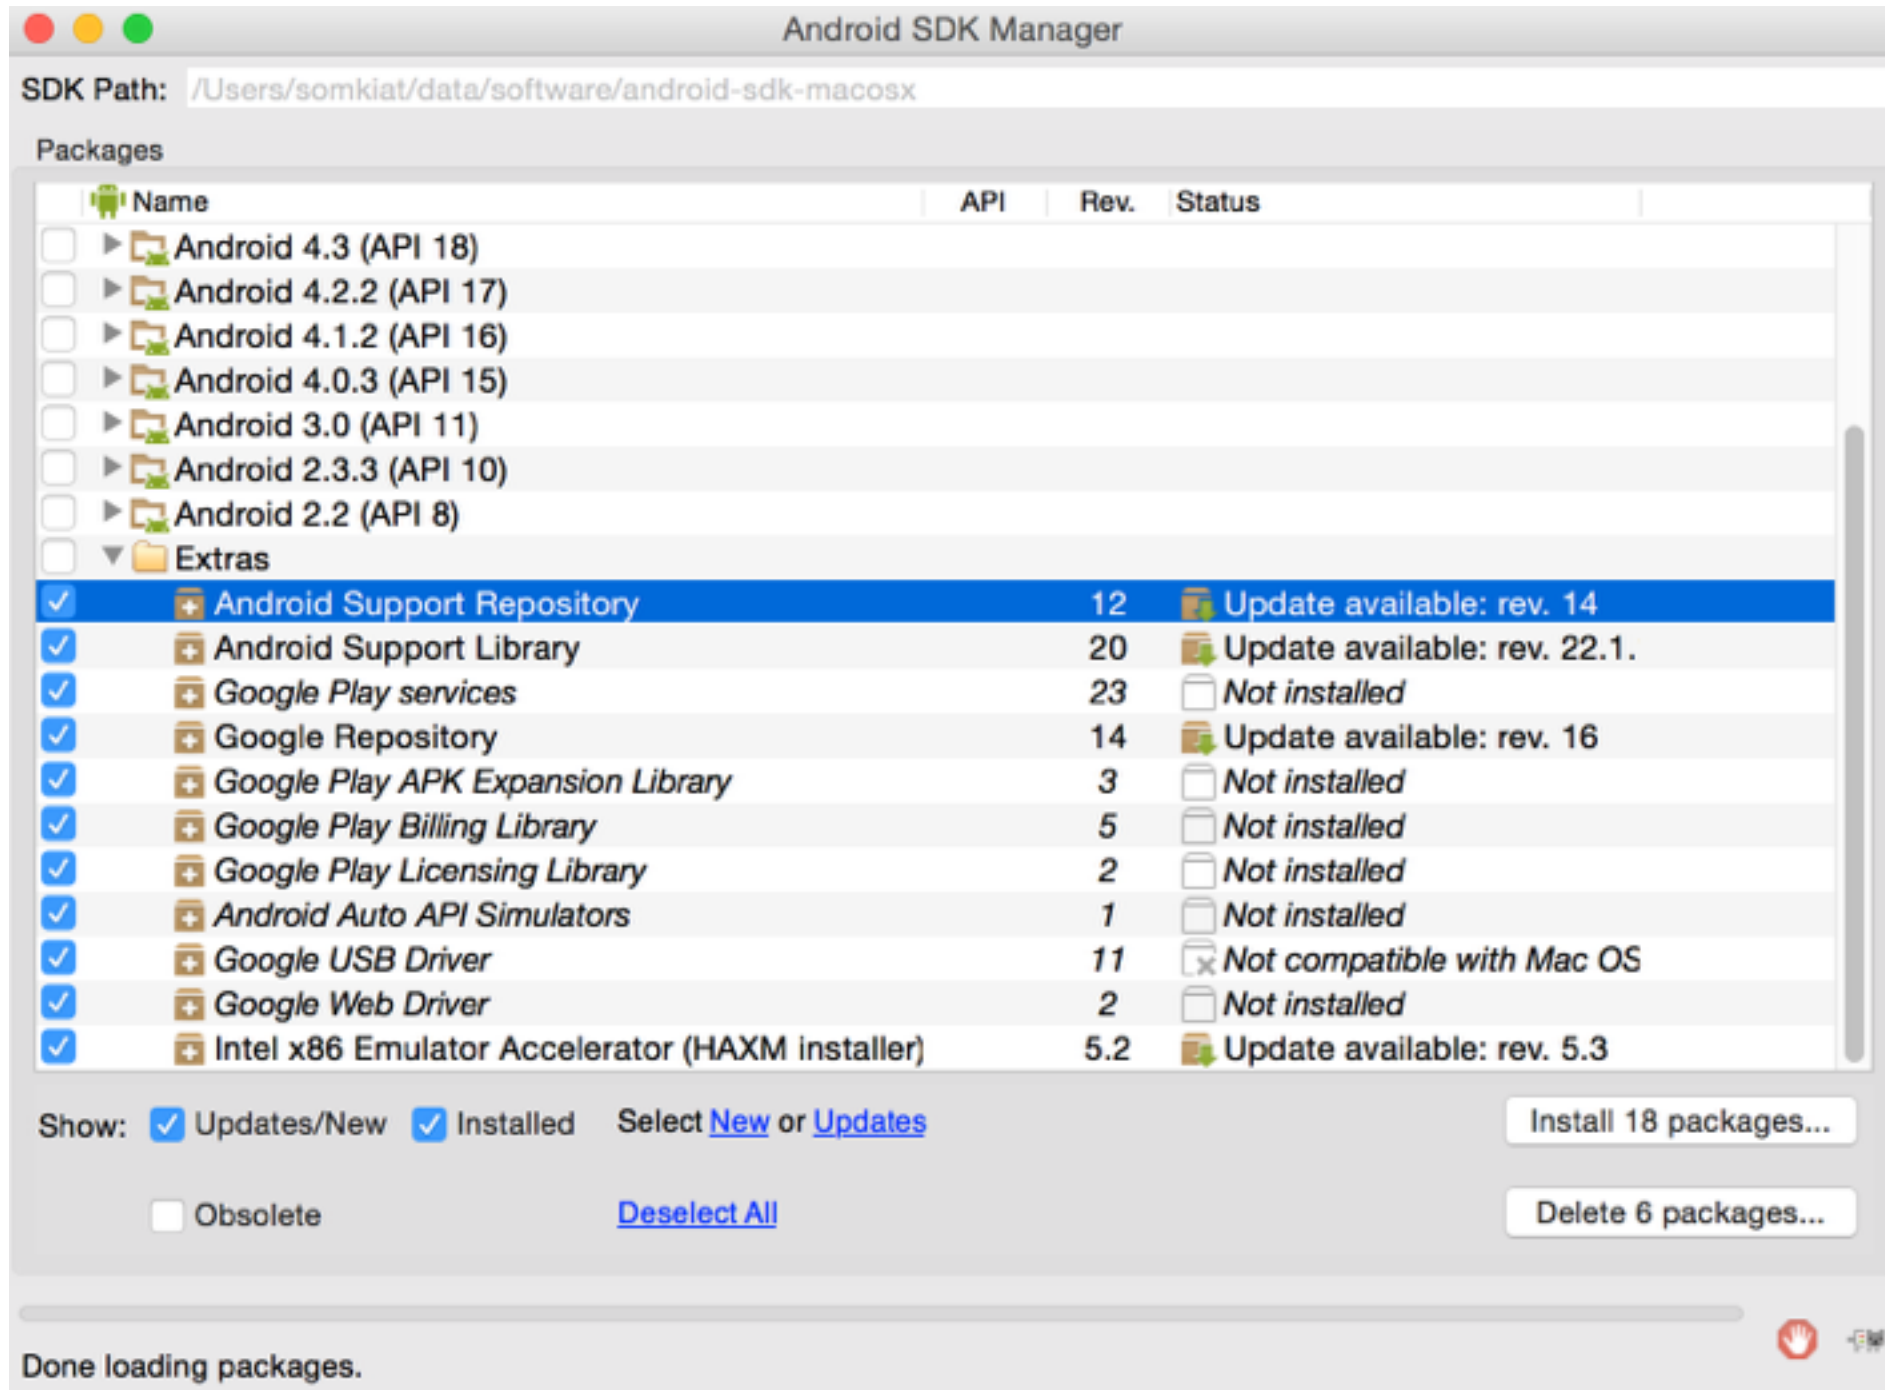 Android SDK Manager
SDK Path: /Users/somkiat/data/software/android-sdk-macosx
Packages
Name API Rev. Status
Android 4.3 (API 18)
Android 4.2.2 (API 17)
Android 4.1.2 (API 16)
Android 4.0.3 (API 15)
Android 3.0 (API 11)
Android 2.3.3 (API 10)
Android 2.2 (API 8)
Extras
Android Support Repository 12 Update available: rev. 14
Android Support Library 20 Update available: rev. 22.1.
Google Play services 23 Not installed
Google Repository 14 Update available: rev. 16
Google Play APK Expansion Library 3 Not installed
Google Play Billing Library 5 Not installed
Google Play Licensing Library 2 Not installed
Android Auto API Simulators 1 Not installed
Google USB Driver 11 Not compatible with Mac OS
Google Web Driver 2 Not installed
Intel x86 Emulator Accelerator (HAXM installer) 5.2 Update available: rev. 5.3
Show: Updates/New Installed Select New or Updates Install 18 packages...
Obsolete Deselect All Delete 6 packages...
Done loading packages.